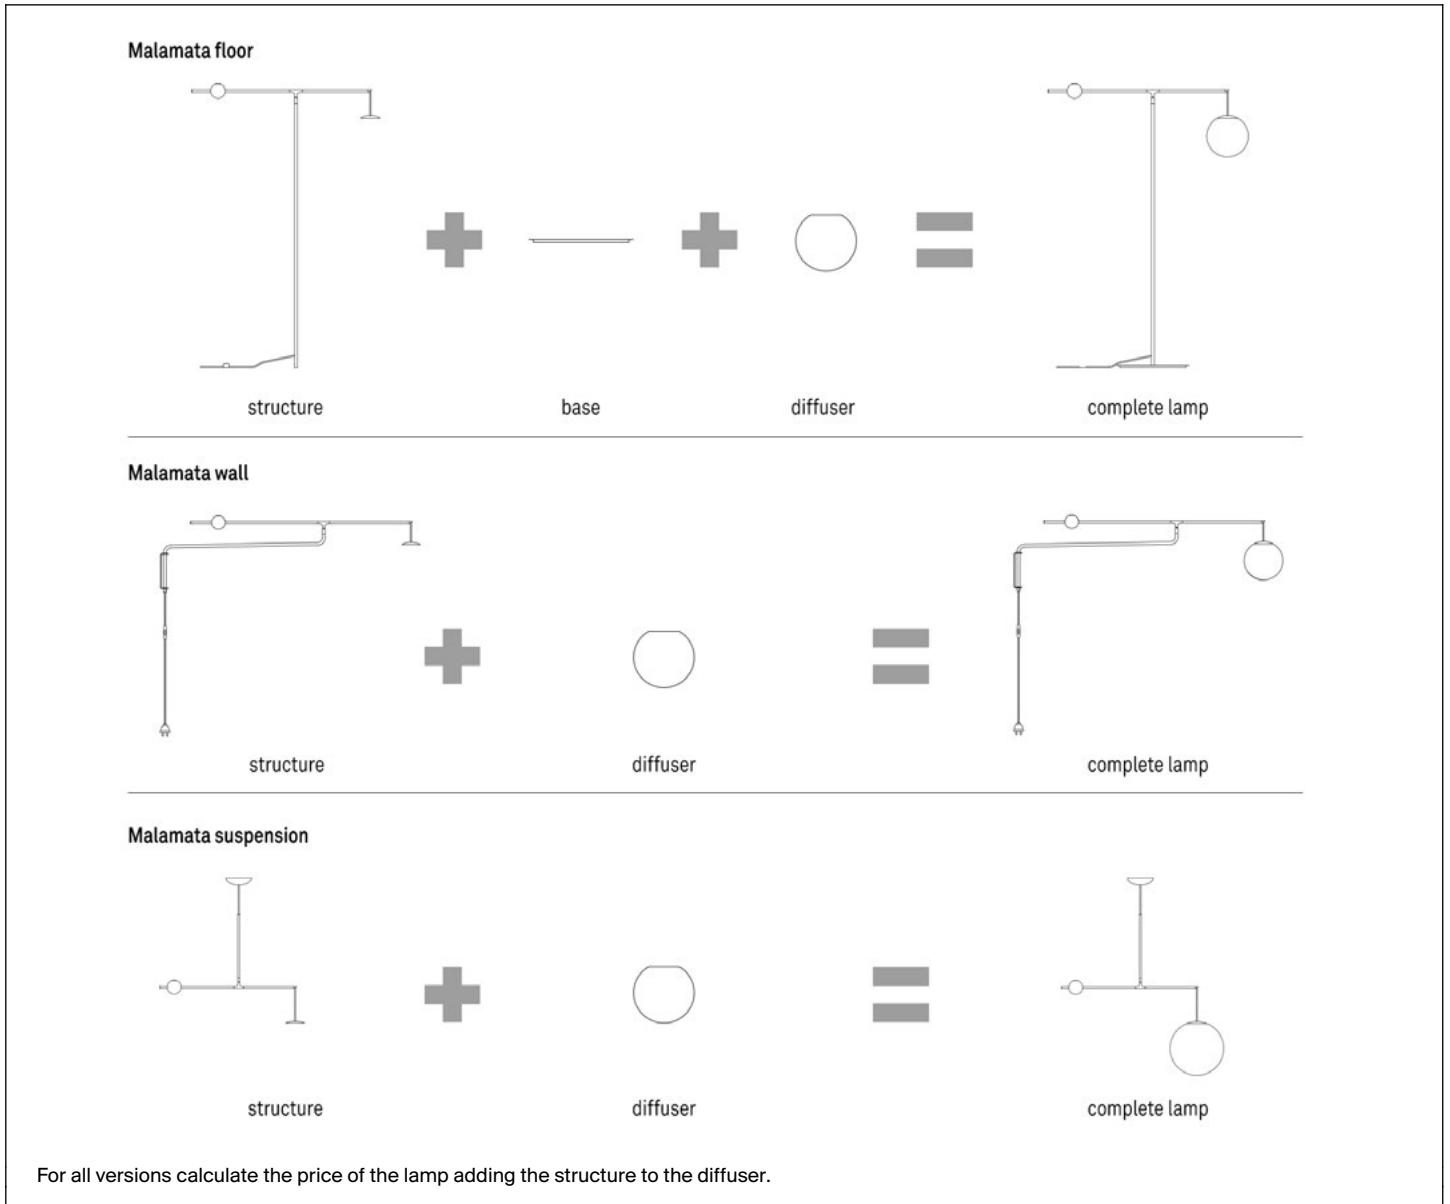 Malamata floor
structure
base
diffuser
complete lamp
Malamata wall
structure
diffuser
complete lamp
Malamata suspension
structure
diffuser
complete lamp
For all versions calculate the price of the lamp adding the structure to the diffuser.